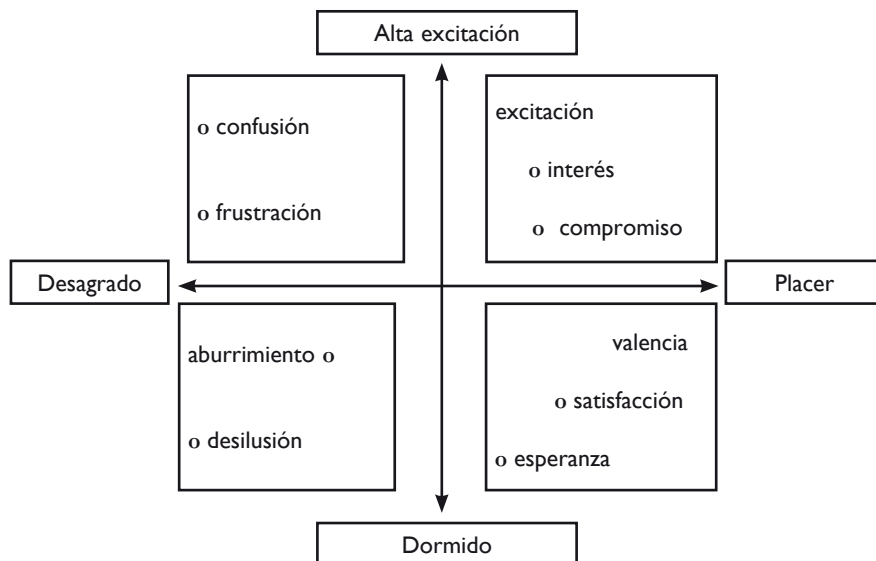 Alta excitación
o confusión
o frustración
excitación
o interés
o compromiso
Desagrado
Placer
aburrimiento o
o desilusión
valencia
o satisfacción
o esperanza
Dormido